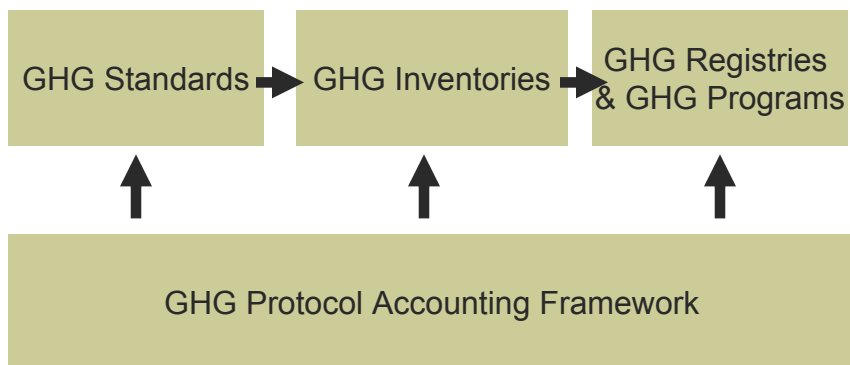 GHG Standards
GHG Inventories
GHG Registries
& GHG Programs
GHG Protocol Accounting Framework